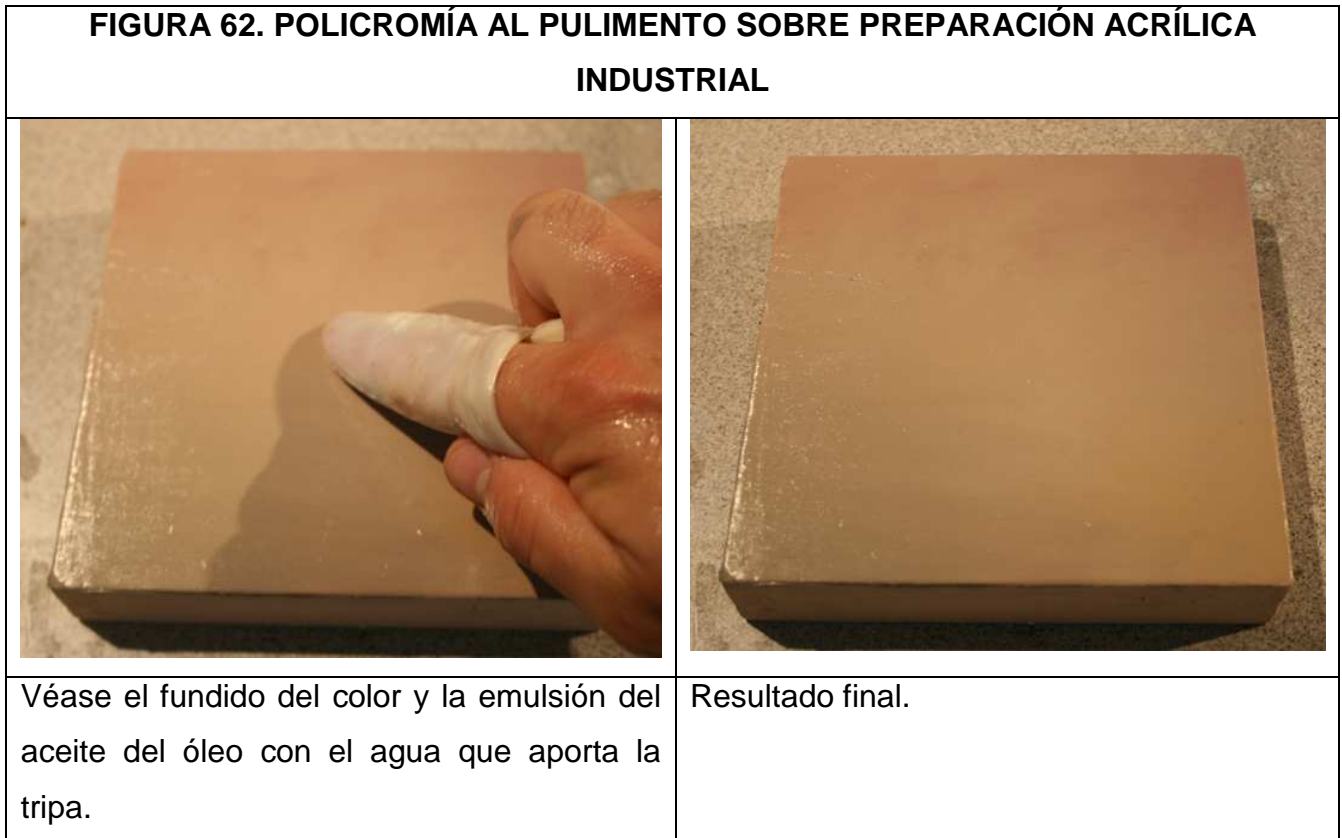 FIGURA 62. POLICROMÍA AL PULIMENTO SOBRE PREPARACIÓN ACRÍLICA
INDUSTRIAL
Véase el fundido del color y la emulsión del
aceite del óleo con el agua que aporta la
tripa.
Resultado final.